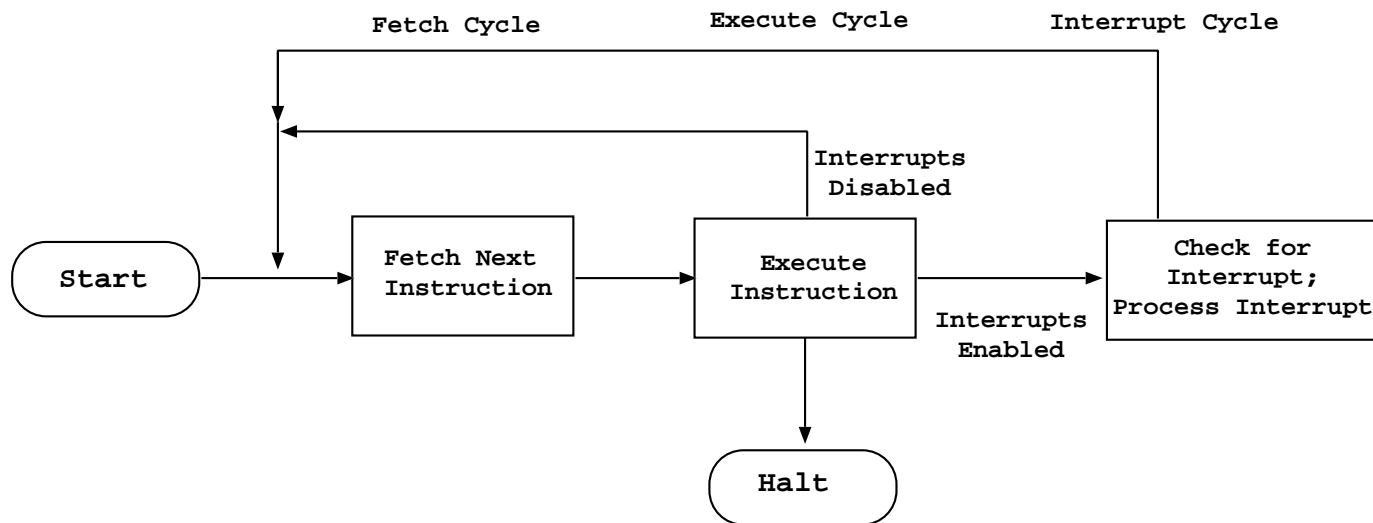 Fetch Cycle
Execute Cycle
Interrupt Cycle
Interrupts
Disabled
Start
Fetch Next
Instruction
Execute
Instruction
Interrupts
Enabled
Check for
Interrupt;
Process Interrupt
Halt